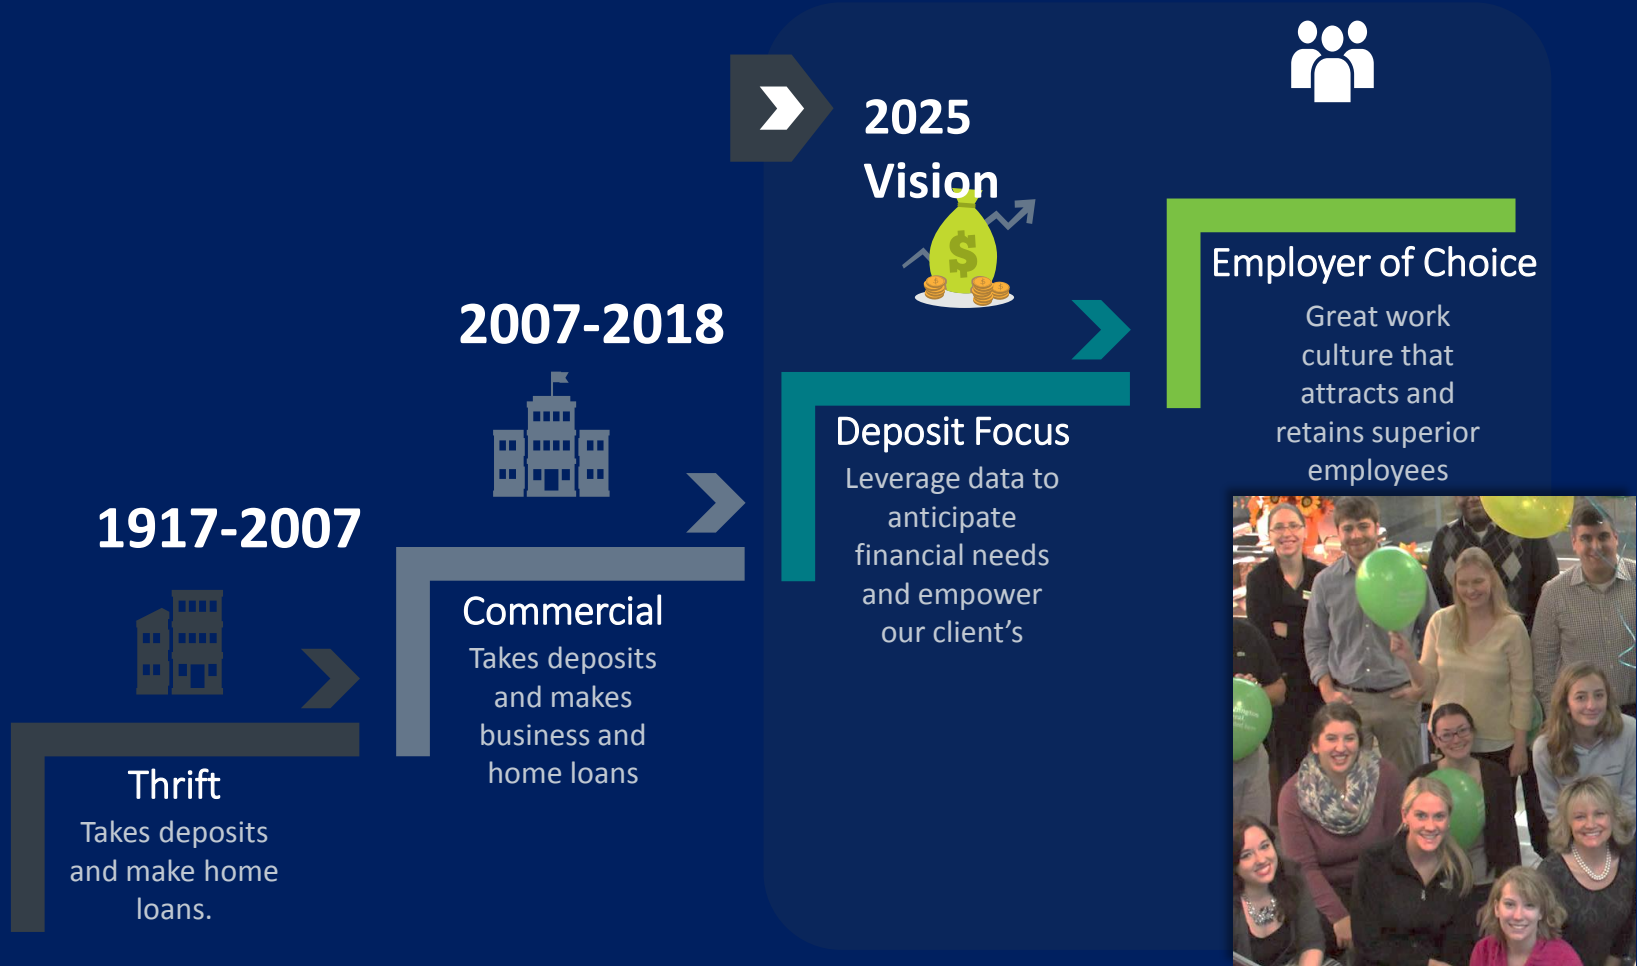 1917-2007
Thrift
Takes deposits
and make home
loans.
2007-2018
Commercial
Takes deposits
and makes
business and
home loans
2025
Vision
$
Deposit Focus
Leverage data to
anticipate
financial needs
and empower
our client’s
Employer of Choice
Great work
culture that
attracts and
retains superior
employees